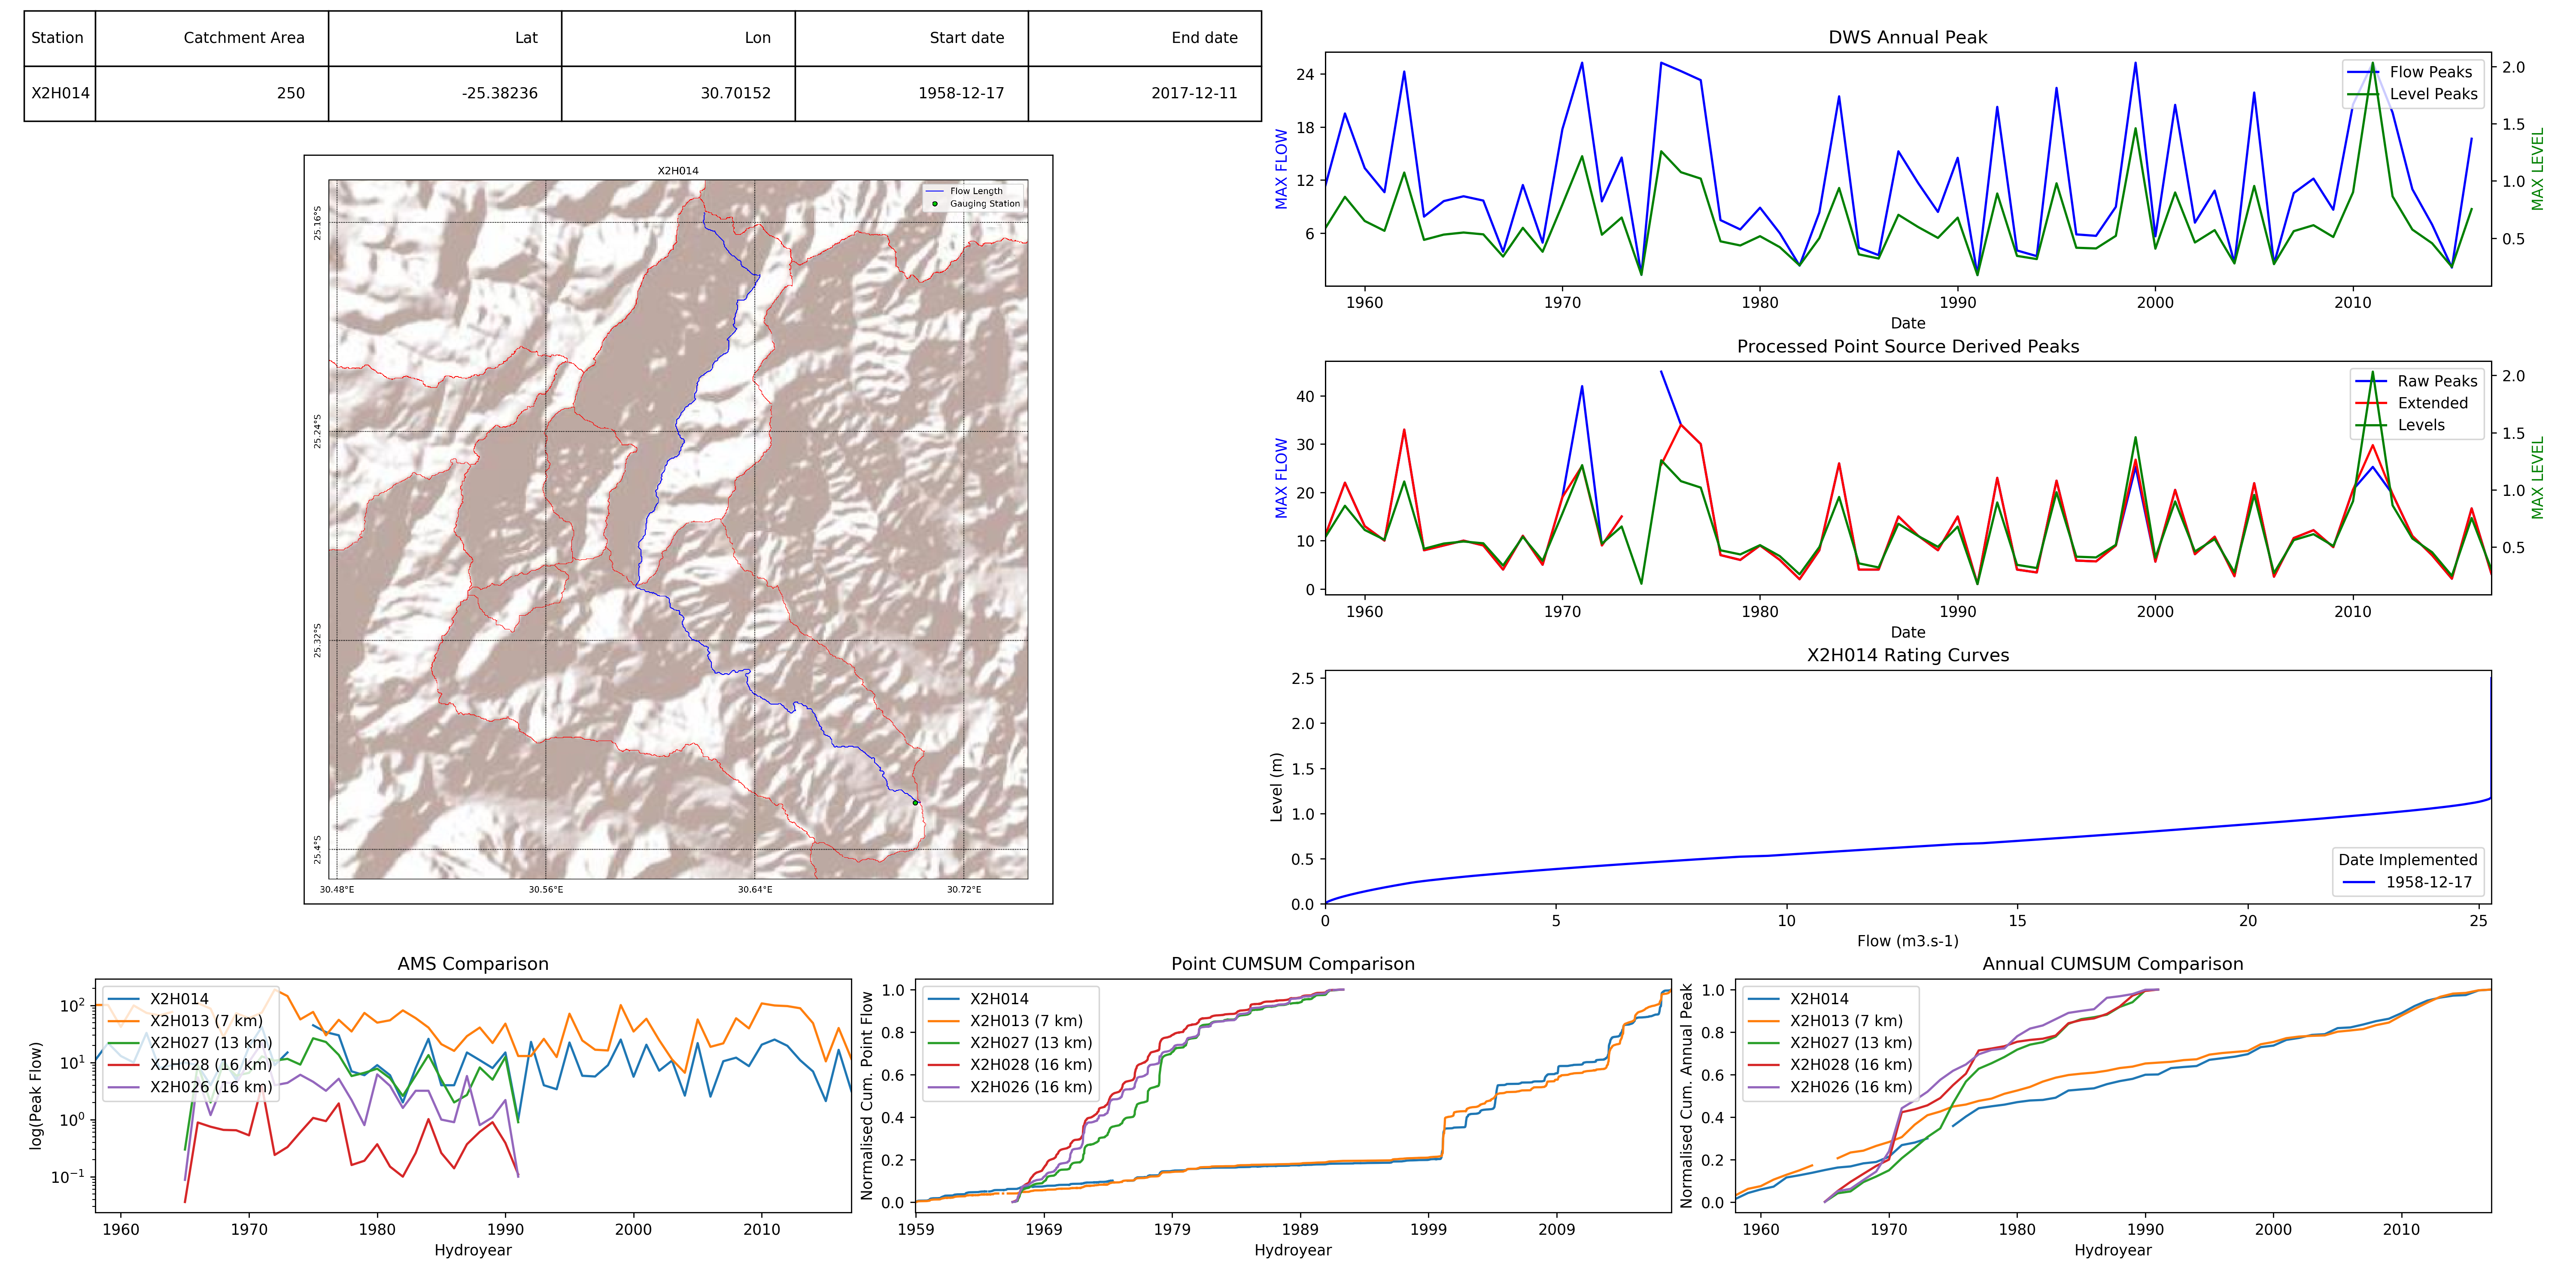 Station Catchment Area Lat Lon Start date End date
X2H014 250 -25.38236 30.70152 1958-12-17 2017-12-11
X2H014
Flow Length
Gauging Station
25.16°S
25.24°S
25.32°S
25.4°S
30.48°E 30.56°E 30.64°E 30.72°E
DWS Annual Peak
Flow Peaks
Level Peaks
MAX FLOW
24
18
12
6
MAX LEVEL
2.0
1.5
1.0
0.5
1960 1970 1980 1990 2000 2010
Date
Processed Point Source Derived Peaks
Raw Peaks
Extended
Levels
MAX FLOW
40
30
20
10
0
MAX LEVEL
2.0
1.5
1.0
0.5
1960 1970 1980 1990 2000 2010
Date
X2H014 Rating Curves
Level (m)
2.5
2.0
1.5
1.0
0.5
0.0
Date Implemented
1958-12-17
0 5 10 15 20 25
Flow (m3.s-1)
AMS Comparison
X2H014
X2H013 (7 km)
X2H027 (13 km)
X2H028 (16 km)
X2H026 (16 km)
log(Peak Flow)
10²
10¹
10⁰
10⁻¹
1960 1970 1980 1990 2000 2010
Hydroyear
Point CUMSUM Comparison
X2H014
X2H013 (7 km)
X2H027 (13 km)
X2H028 (16 km)
X2H026 (16 km)
Normalised Cum. Point Flow
1.0
0.8
0.6
0.4
0.2
0.0
1959 1969 1979 1989 1999 2009
Hydroyear
Annual CUMSUM Comparison
X2H014
X2H013 (7 km)
X2H027 (13 km)
X2H028 (16 km)
X2H026 (16 km)
Normalised Cum. Annual Peak
1.0
0.8
0.6
0.4
0.2
0.0
1960 1970 1980 1990 2000 2010
Hydroyear